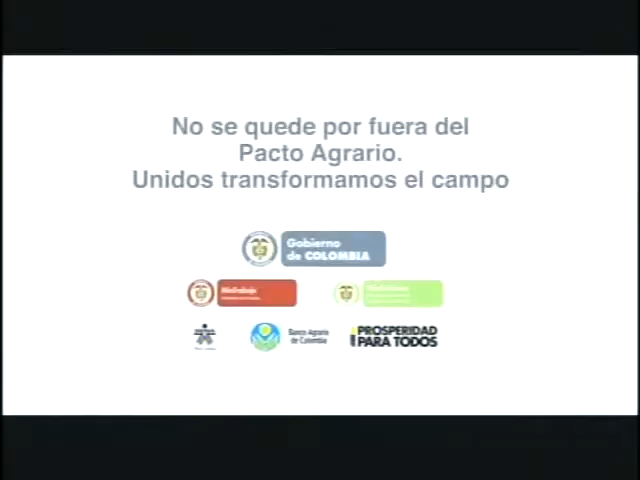 No se quede por fuera del
Pacto Agrario.
Unidos transformamos el campo
Gobierno
de COLOMBIA
MinTrabajo
Banco Agrario
de Colombia
PROSPERIDAD
PARA TODOS